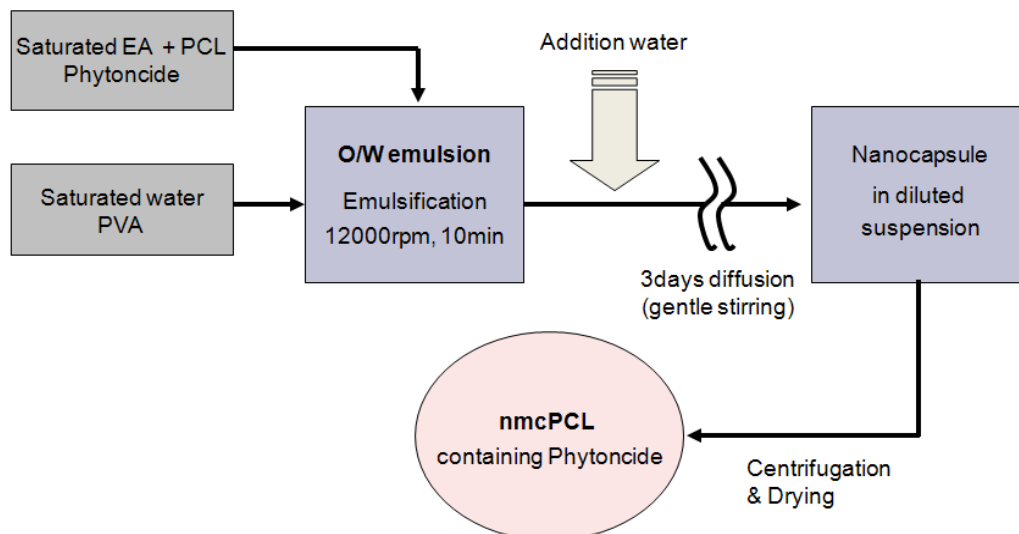 Saturated EA + PCL
Phytoncide
Saturated water
PVA
O/W emulsion
Emulsification
12000rpm, 10min
Addition water
3days diffusion
(gentle stirring)
Nanocapsule
in diluted
suspension
Centrifugation
& Drying
nmcPCL
containing Phytoncide